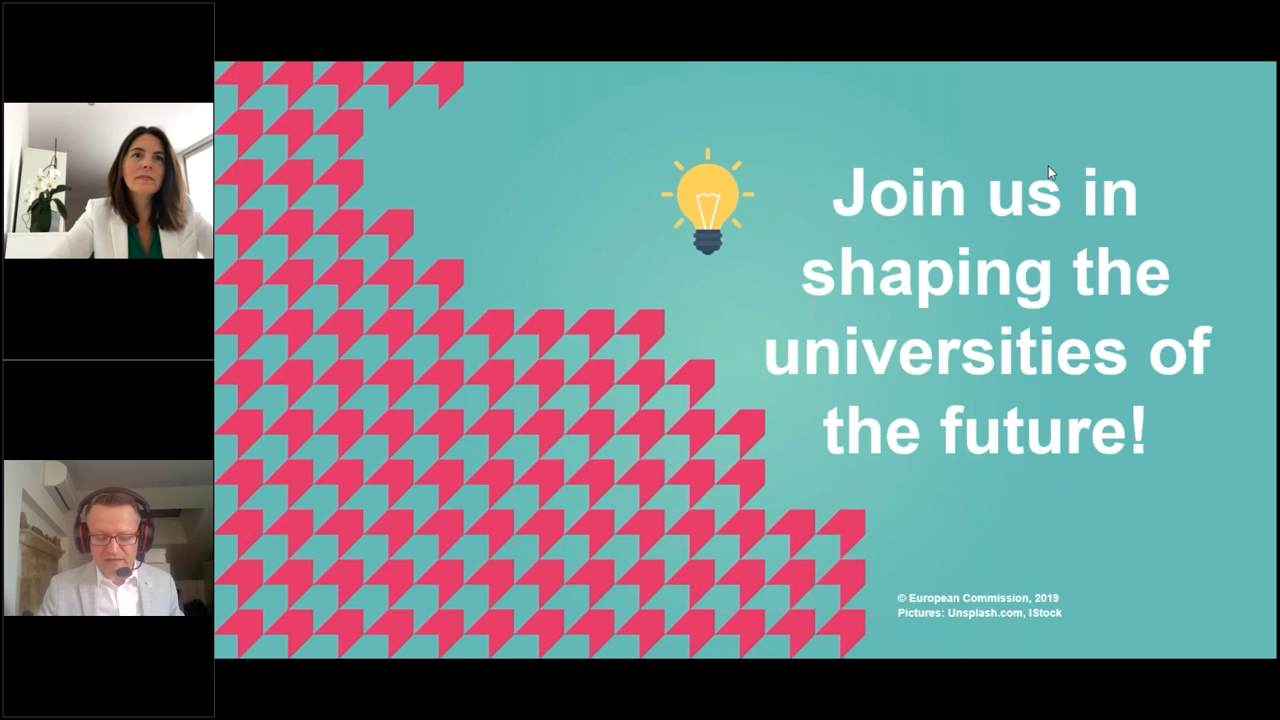 Join us in
shaping the
universities of
the future!
© European Commission, 2019
Pictures: Unsplash.com, IStock